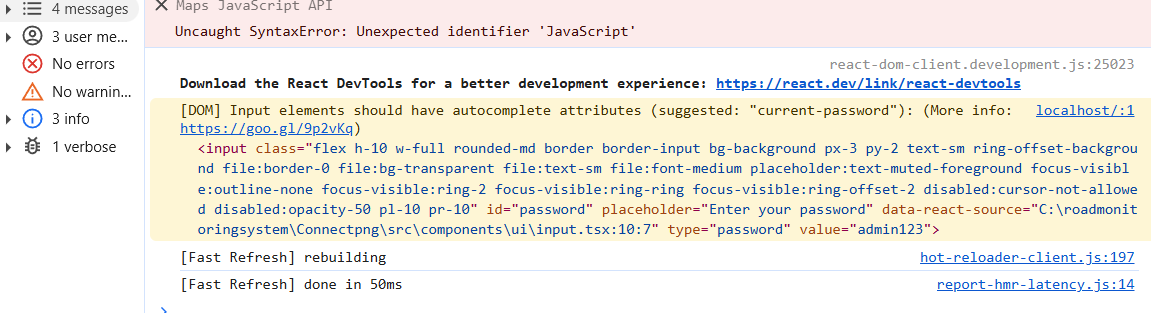 4 messages
3 user me...
No errors
No warnin...
3 info
1 verbose
Maps JavaScript API
Uncaught SyntaxError: Unexpected identifier 'JavaScript'
react-dom-client.development.js:25023
Download the React DevTools for a better development experience: https://react.dev/link/react-devtools
[DOM] Input elements should have autocomplete attributes (suggested: "current-password"): (More info: localhost/:1
https://goo.gl/9p2vKq)
<input class="flex h-10 w-full rounded-md border border-input bg-background px-3 py-2 text-sm ring-offset-backgrou
nd file:border-0 file:bg-transparent file:text-sm file:font-medium placeholder:text-muted-foreground focus-visibl
e:outline-none focus-visible:ring-2 focus-visible:ring-ring focus-visible:ring-offset-2 disabled:cursor-not-allowe
d disabled:opacity-50 pl-10 pr-10" id="password" placeholder="Enter your password" data-react-source="C:\roadmonit
oringsystem\Connectpng\src\components\ui\input.tsx:10:7" type="password" value="admin123">
[Fast Refresh] rebuilding hot-reloader-client.js:197
[Fast Refresh] done in 50ms report-hmr-latency.js:14